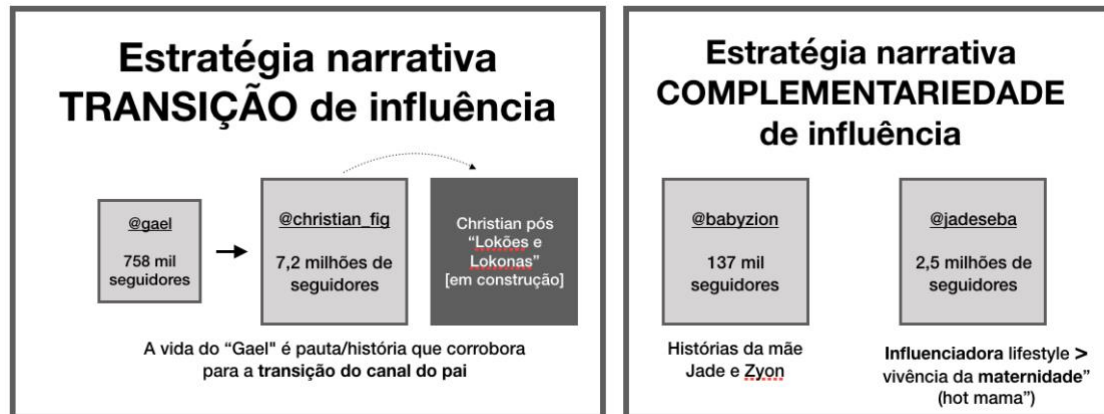 Estratégia narrativa
TRANSIÇÃO de influência
@gael
758 mil
seguidores
@christian_fig
7,2 milhões de
seguidores
Christian pós
“Lokões e
Lokonas”
[em construção]
A vida do “Gael" é pauta/história que corrobora
para a transição do canal do pai
Estratégia narrativa
COMPLEMENTARIEDADE
de influência
@babyzion
137 mil
seguidores
@jadeseba
2,5 milhões de
seguidores
Histórias da mãe
Jade e Zyon
Influenciadora lifestyle >
vivência da maternidade”
(hot mama”)